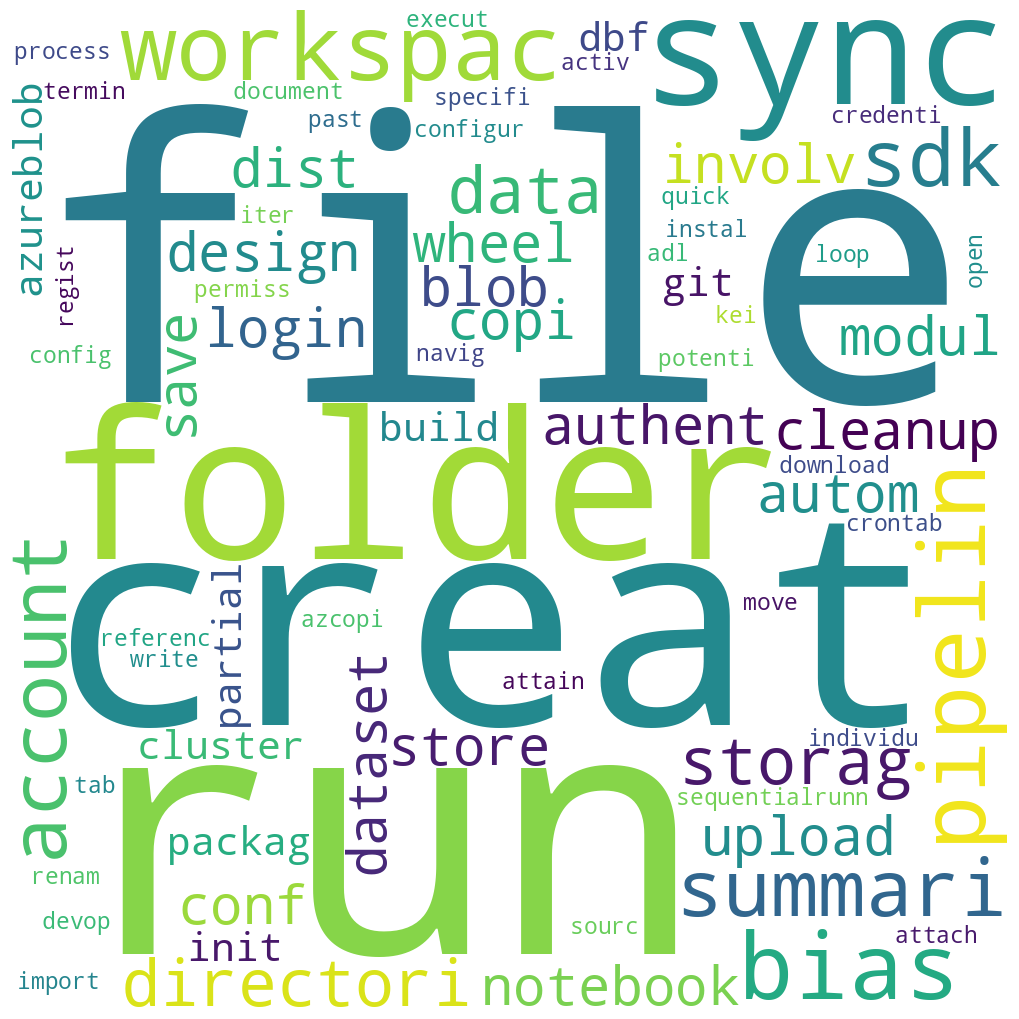 execut
workspac
sync
dbf
process
activ
termin
document
specifi
azureblob
past
configur
credenti
file
dist
data
involv
sdk
quick
iter
design
wheel
instal
adl
loop
open
regist
permiss
blob
git
login
copi
kei
modul
save
config
navig
potenti
folder
build
authent
cleanup
download
autom
pipelin
crontab
account
creat
partial
azcopi
move
referenc
write
dataset
attain
cluster
store
individu
storag
run
tab
sequentialrunn
packag
upload
renam
conf
summari
devop
sourc
init
attach
bias
import
directori
notebook